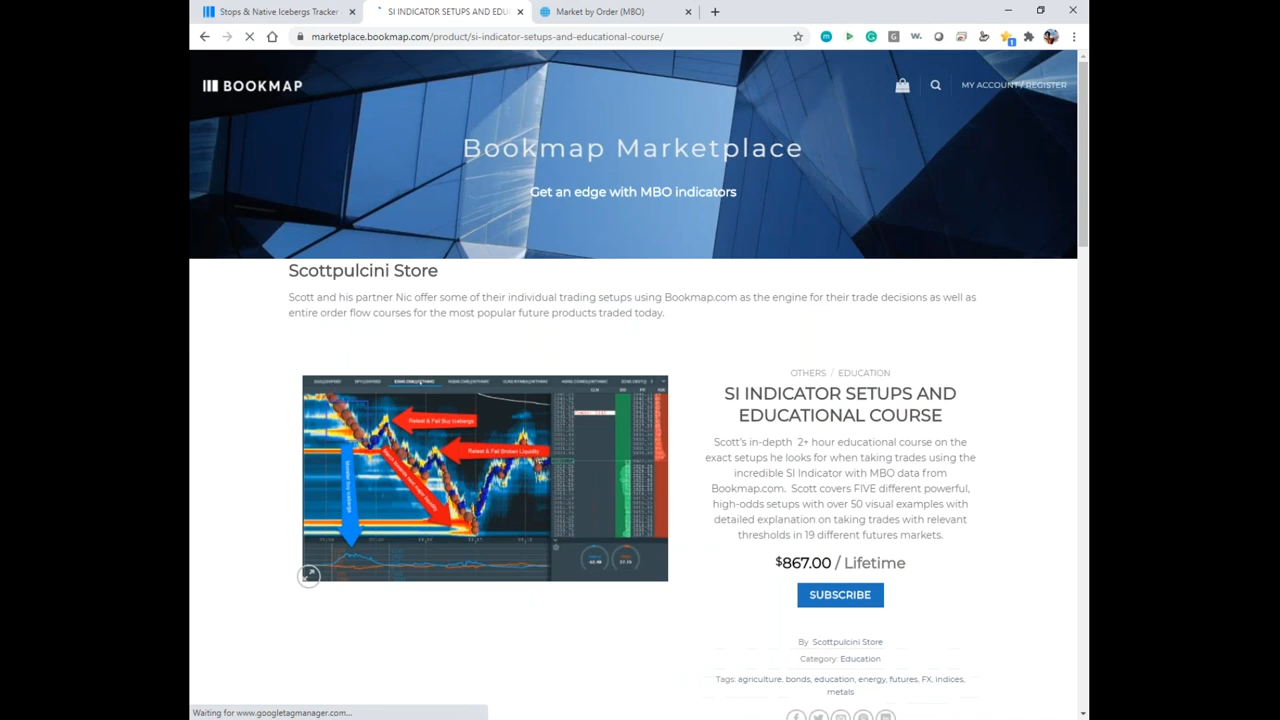 Stops & Native Icebergs Tracker
SI INDICATOR SETUPS AND EDU
Market by Order (MBO)
marketplace.bookmap.com/product/si-indicator-setups-and-educational-course/
BOOKMAP
MY ACCOUNT / REGISTER
Bookmap Marketplace
Get an edge with MBO indicators
Scottpulcini Store
Scott and his partner Nic offer some of their individual trading setups using Bookmap.com as the engine for their trade decisions as well as
entire order flow courses for the most popular future products traded today.
Retest & Fail Buy Icebergs
Retest & Fail Broken Liquidity
OTHERS / EDUCATION
SI INDICATOR SETUPS AND
EDUCATIONAL COURSE
Scott's in-depth 2+ hour educational course on the
exact setups he looks for when taking trades using the
incredible SI Indicator with MBO data from
Bookmap.com. Scott covers FIVE different powerful,
high-odds setups with over 50 visual examples with
detailed explanation on taking trades with relevant
thresholds in 19 different futures markets.
$867.00 / Lifetime
SUBSCRIBE
By Scottpulcini Store
Category: Education
Tags: agriculture, bonds, education, energy, futures, FX, indices,
metals
Waiting for www.googletagmanager.com...